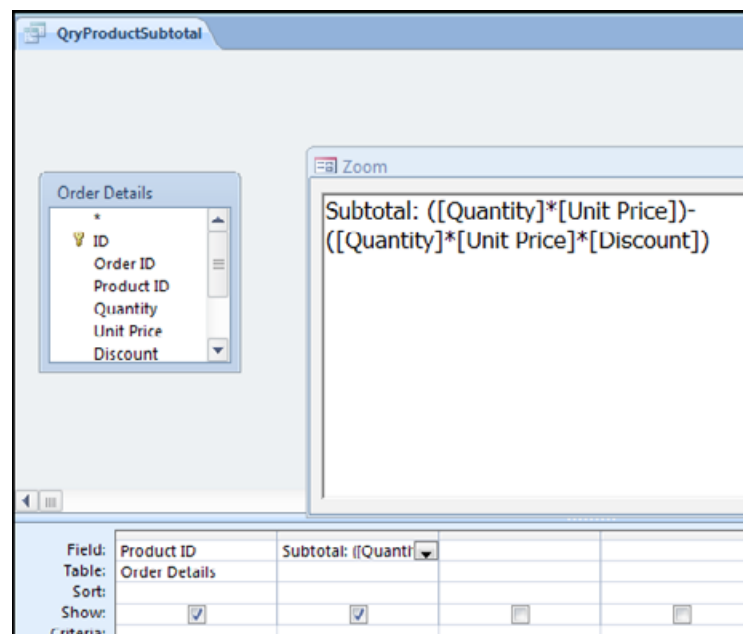 QryProductSubtotal
Zoom
Order Details
*
ID
Order ID
Product ID
Quantity
Unit Price
Discount
Subtotal: ([Quantity]*[Unit Price])-
([Quantity]*[Unit Price]*[Discount])
Field: Product ID Subtotal: ([Quanti
Table: Order Details
Sort:
Show:
Criteria: